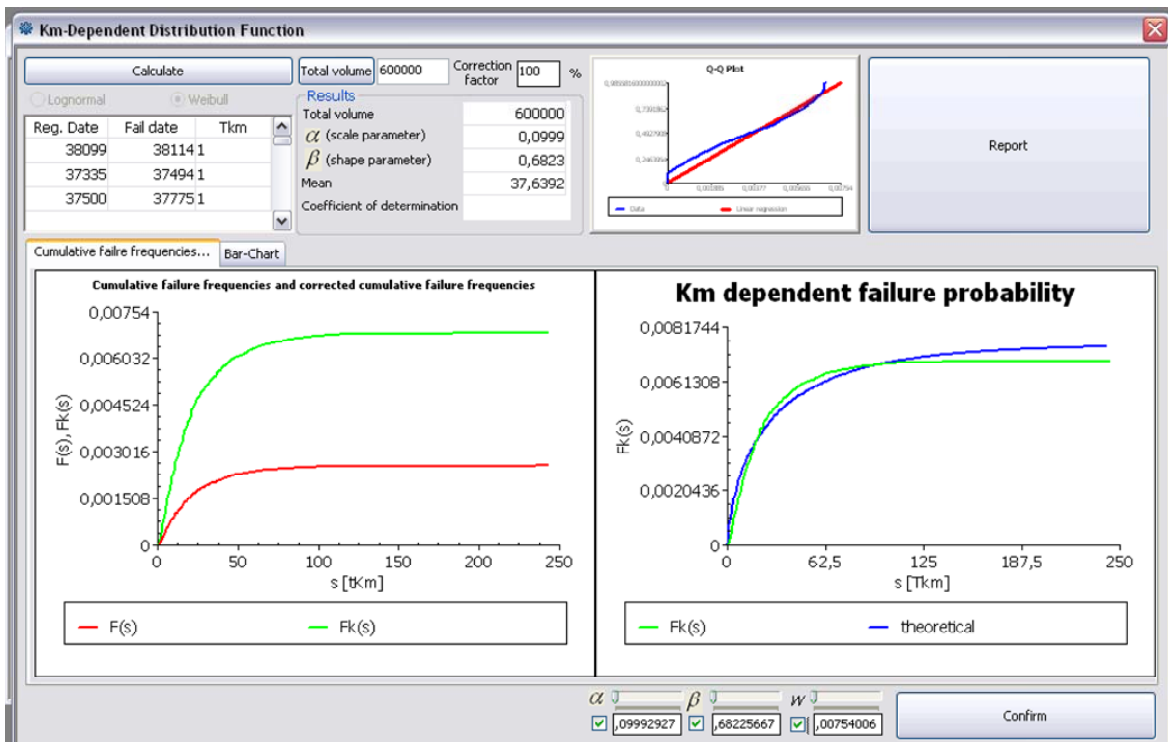 Km-Dependent Distribution Function
Calculate
Total volume 600000 Correction factor 100 %
Lognormal Weibull
Reg. Date Fail date Tkm
38099 38114 1
37335 37494 1
37500 37775 1
Results
Total volume 600000
α (scale parameter) 0,0999
β (shape parameter) 0,6823
Mean 37,6392
Coefficient of determination
Q-Q Plot
0
0,00377
0,00754
Data Linear regression
Report
Cumulative failre frequencies... Bar-Chart
Cumulative failure frequencies and corrected cumulative failure frequencies
F(s), Fk(s)
0,00754
0,006032
0,004524
0,003016
0,001508
0
0 50 100 150 200 250
s [tKm]
F(s) Fk(s)
Km dependent failure probability
Fk(s)
0,0081744
0,0061308
0,0040872
0,0020436
0
0 62,5 125 187,5 250
s [Tkm]
Fk(s) theoretical
α β w
,09992927 ,68225667 ,00754006
Confirm